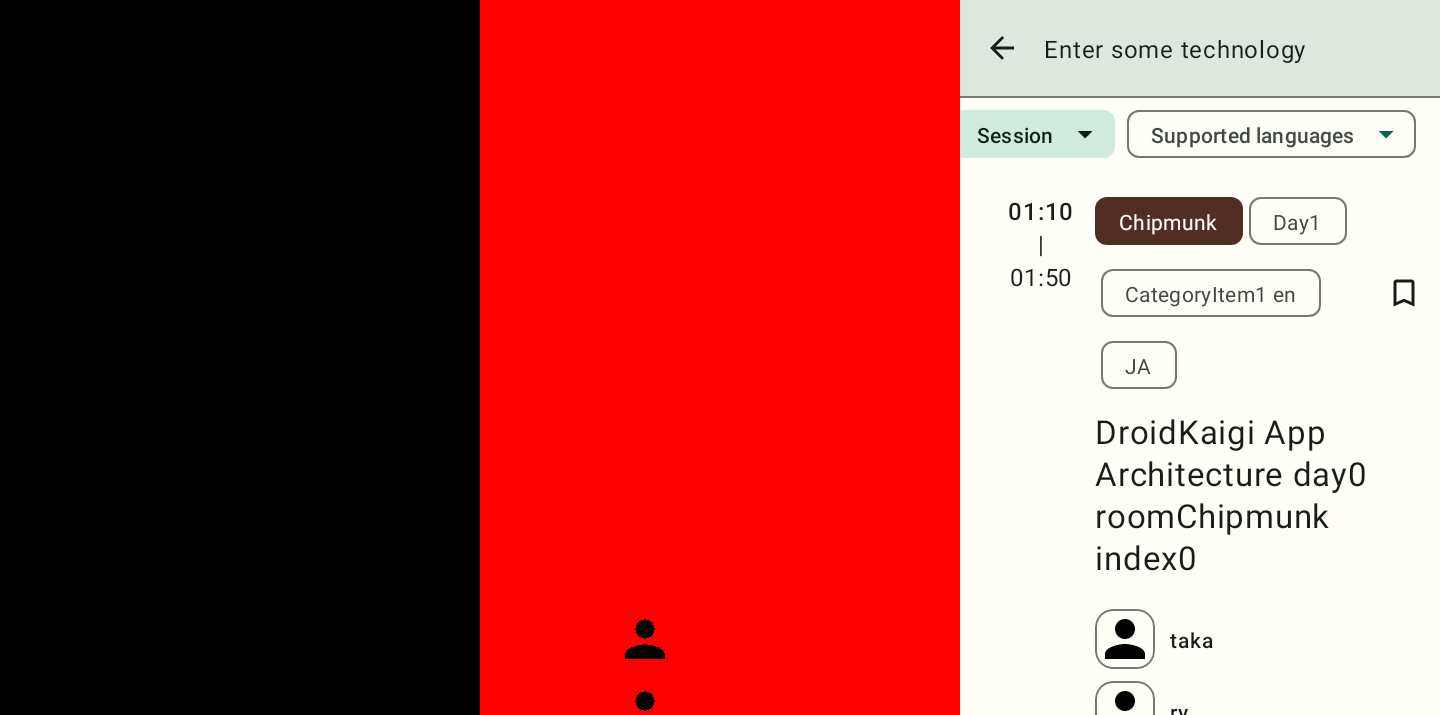 Enter some technology
Session
Supported languages
01:10
|
01:50
Chipmunk
Day1
CategoryItem1 en
JA
DroidKaigi App
Architecture day0
roomChipmunk
index0
taka
ry